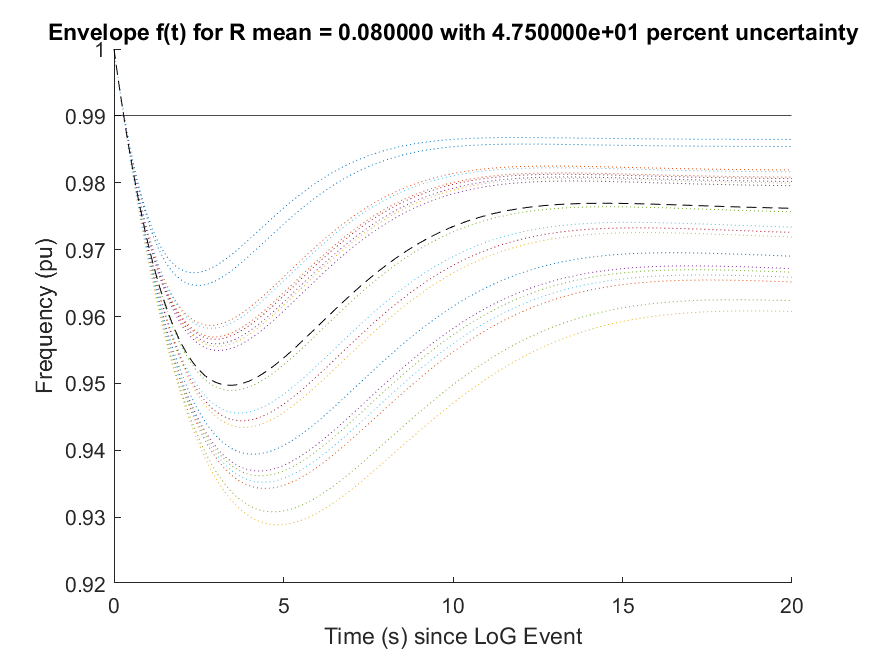 Envelope f(t) for R mean = 0.080000 with 4.750000e+01 percent uncertainty
1
0.99
0.98
0.97
0.96
0.95
0.94
0.93
0.92
Frequency (pu)
0 5 10 15 20
Time (s) since LoG Event